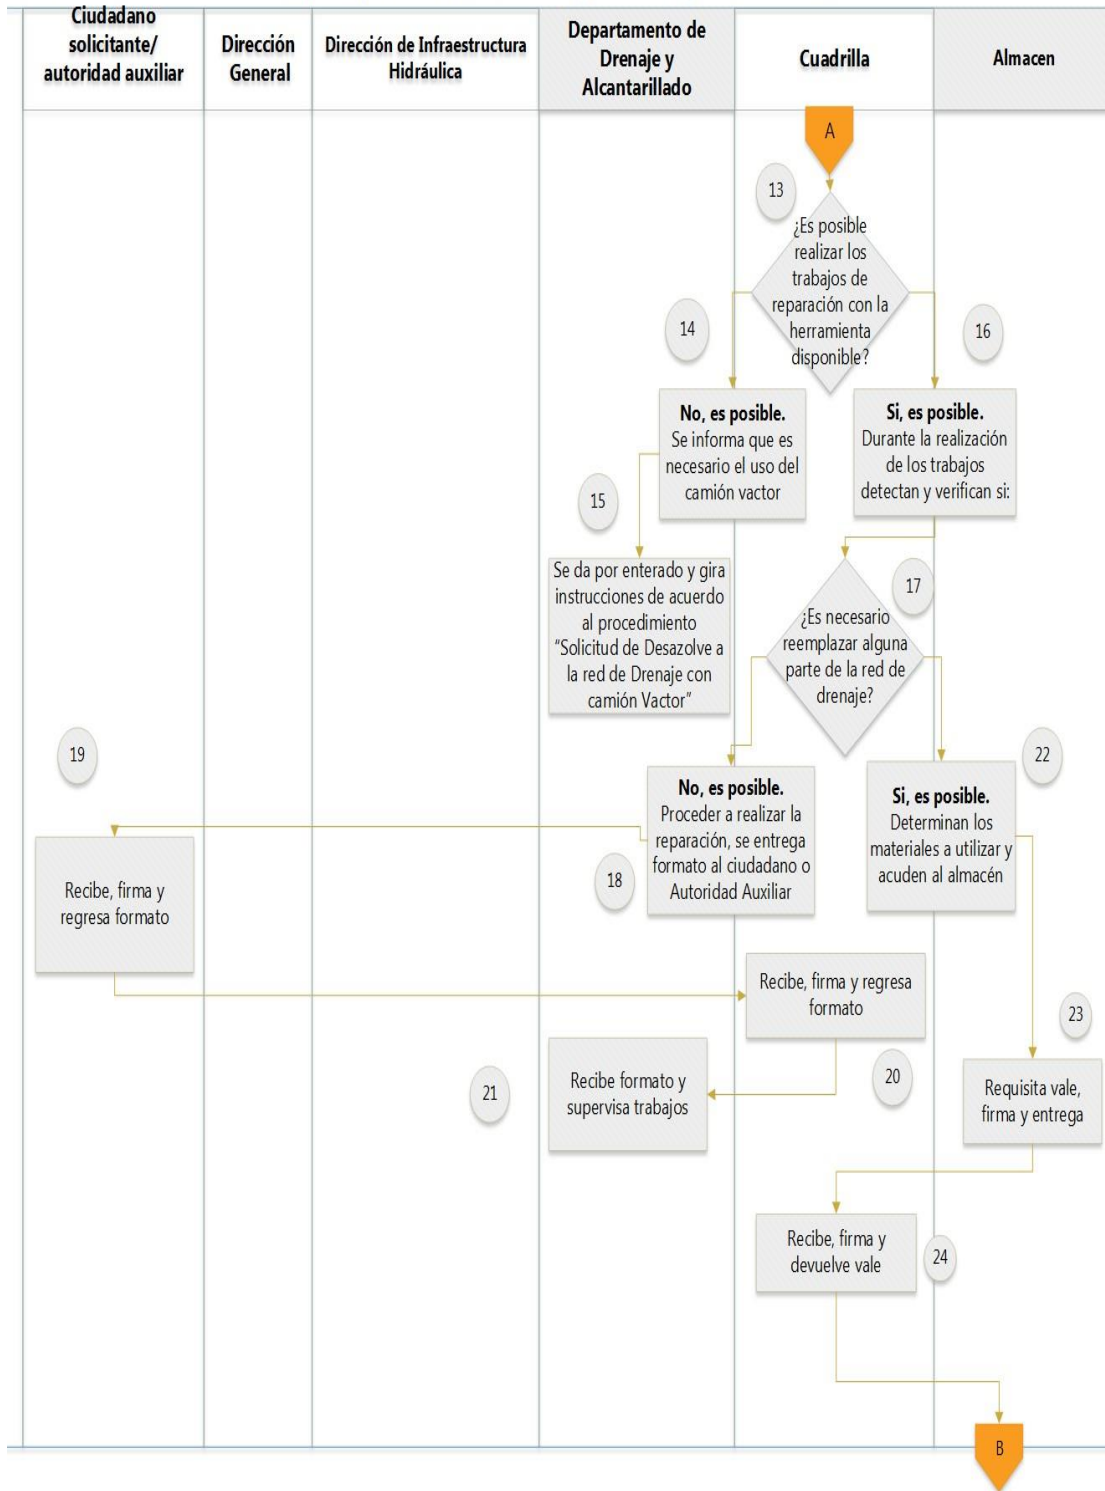 Ciudadano
solicitante/
autoridad auxiliar
Dirección
General
Dirección de Infraestructura
Hidráulica
Departamento de
Drenaje y
Alcantarillado
Cuadrilla
Almacen
A
13
¿Es posible
realizar los
trabajos de
reparación con la
herramienta
disponible?
14
16
No, es posible.
Se informa que es
necesario el uso del
camión vactor
Si, es posible.
Durante la realización
de los trabajos
detectan y verifican si:
15
Se da por enterado y gira
instrucciones de acuerdo
al procedimiento
“Solicitud de Desazolve a
la red de Drenaje con
camión Vactor”
17
¿Es necesario
reemplazar alguna
parte de la red de
drenaje?
19
22
No, es posible.
Proceder a realizar la
reparación, se entrega
formato al ciudadano o
Autoridad Auxiliar
Si, es posible.
Determinan los
materiales a utilizar y
acuden al almacén
18
Recibe, firma y
regresa formato
Recibe, firma y regresa
formato
23
20
21
Recibe formato y
supervisa trabajos
Requisita vale,
firma y entrega
Recibe, firma y
devuelve vale
24
B